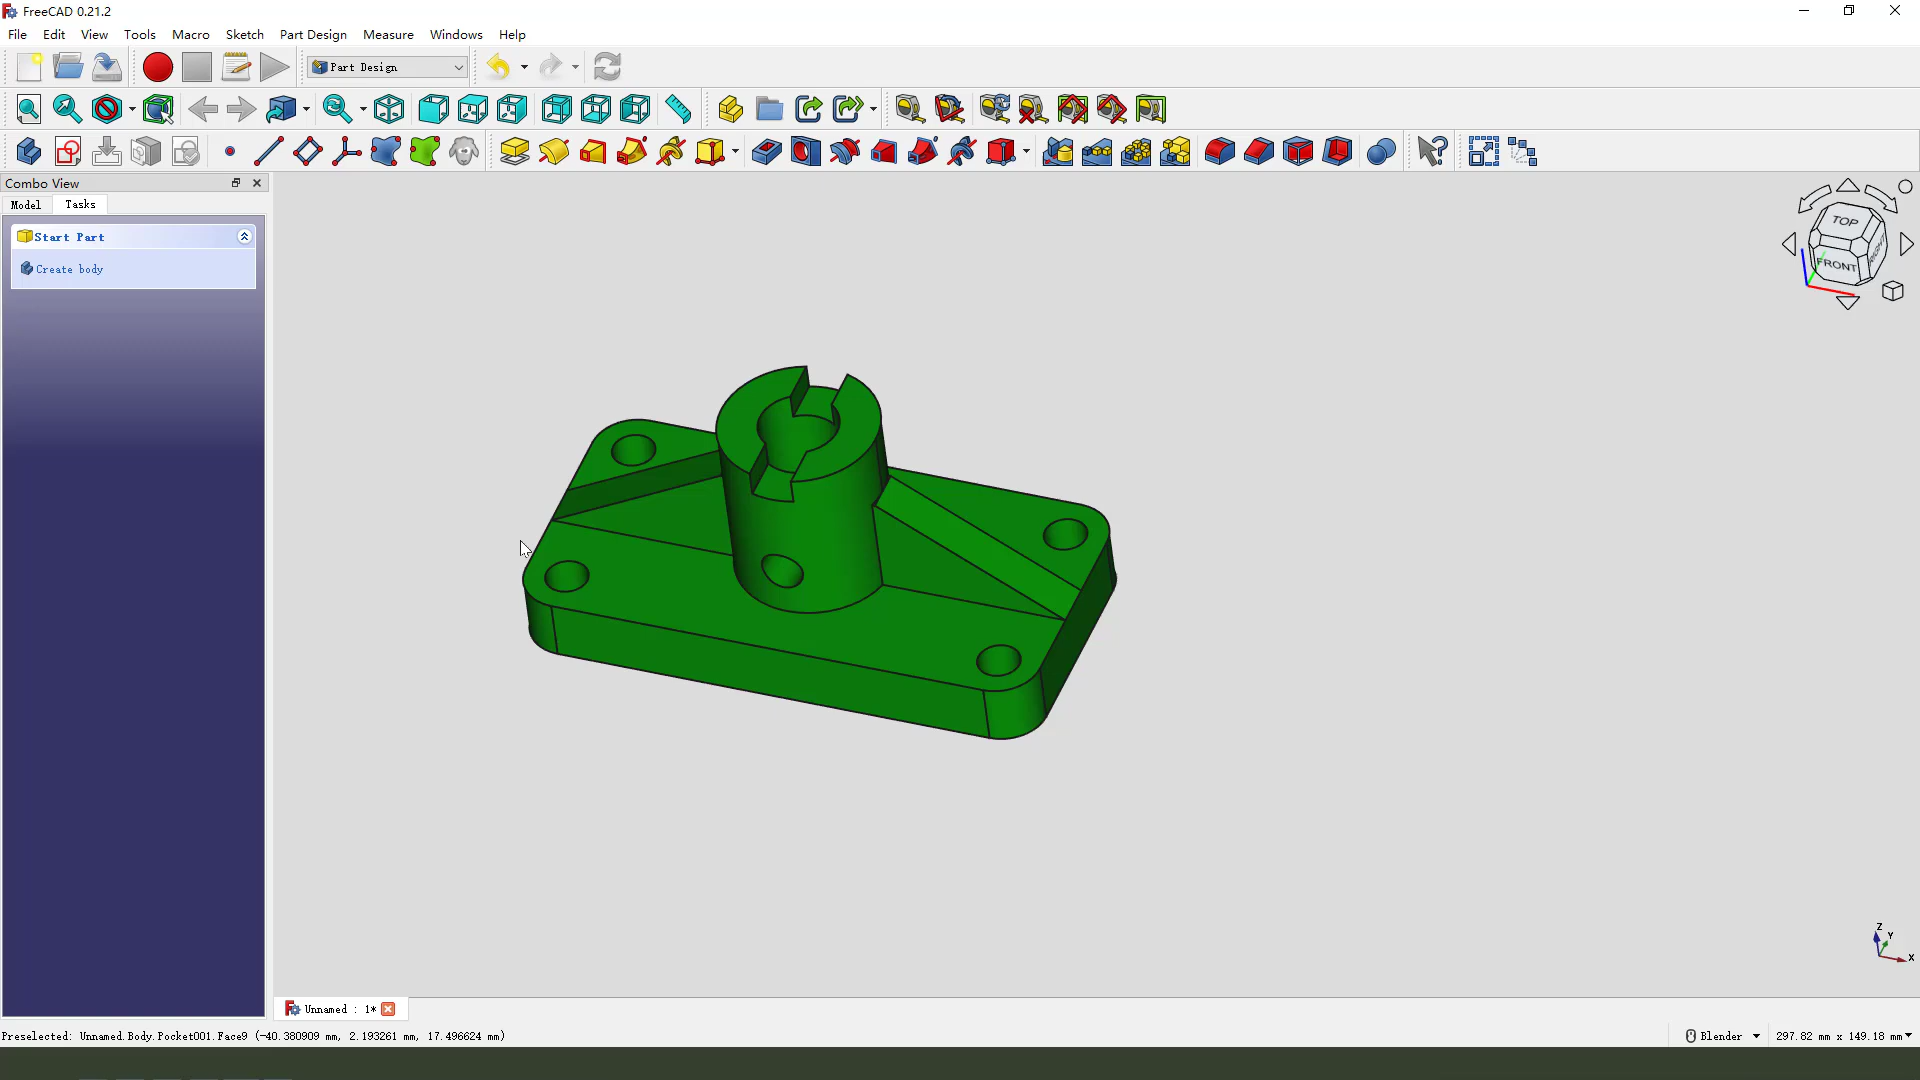 FreeCAD 0.21.2
File Edit View Tools Macro Sketch Part Design Measure Windows Help
Part Design
Combo View
Model Tasks
Start Part
Create body
TOP
FRONT
RIGHT
Z
Y
X
Unnamed : 1*
Preselected: Unnamed.Body.Pocket001.Face9 (-40.380909 mm, 2.193261 mm, 17.496624 mm)
Blender
297.82 mm x 149.18 mm